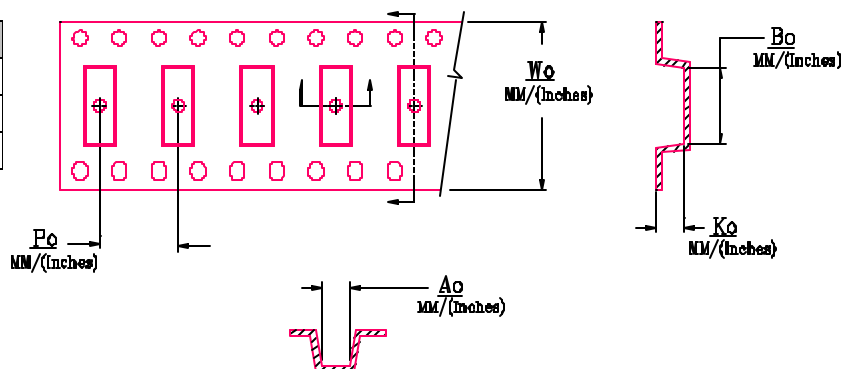 Wo
MM/(Inches)
Bo
MM/(Inches)
Po
MM/(Inches)
Ko
MM/(Inches)
Ao
MM/(Inches)